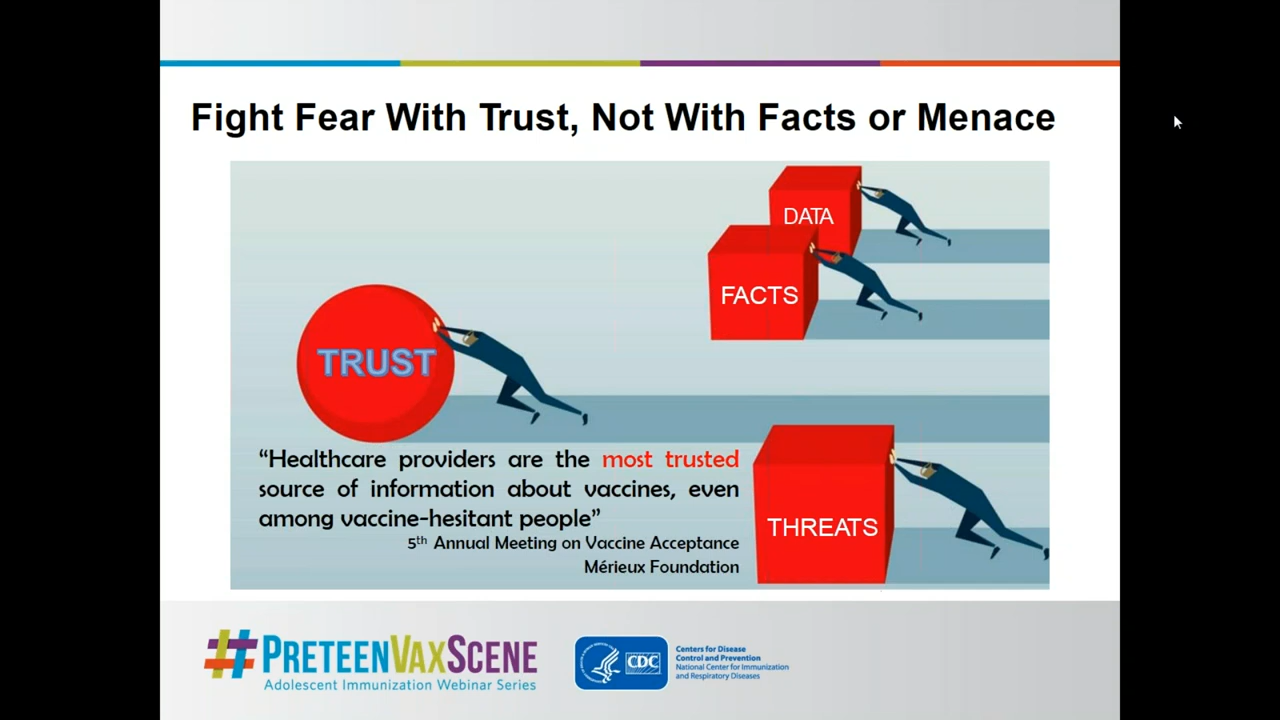 Fight Fear With Trust, Not With Facts or Menace
DATA
FACTS
TRUST
THREATS
“Healthcare providers are the most trusted
source of information about vaccines, even
among vaccine-hesitant people”
5th Annual Meeting on Vaccine Acceptance
Mérieux Foundation
#PRETEENVAXSCENE
Adolescent Immunization Webinar Series
CDC
Centers for Disease
Control and Prevention
National Center for Immunization
and Respiratory Diseases